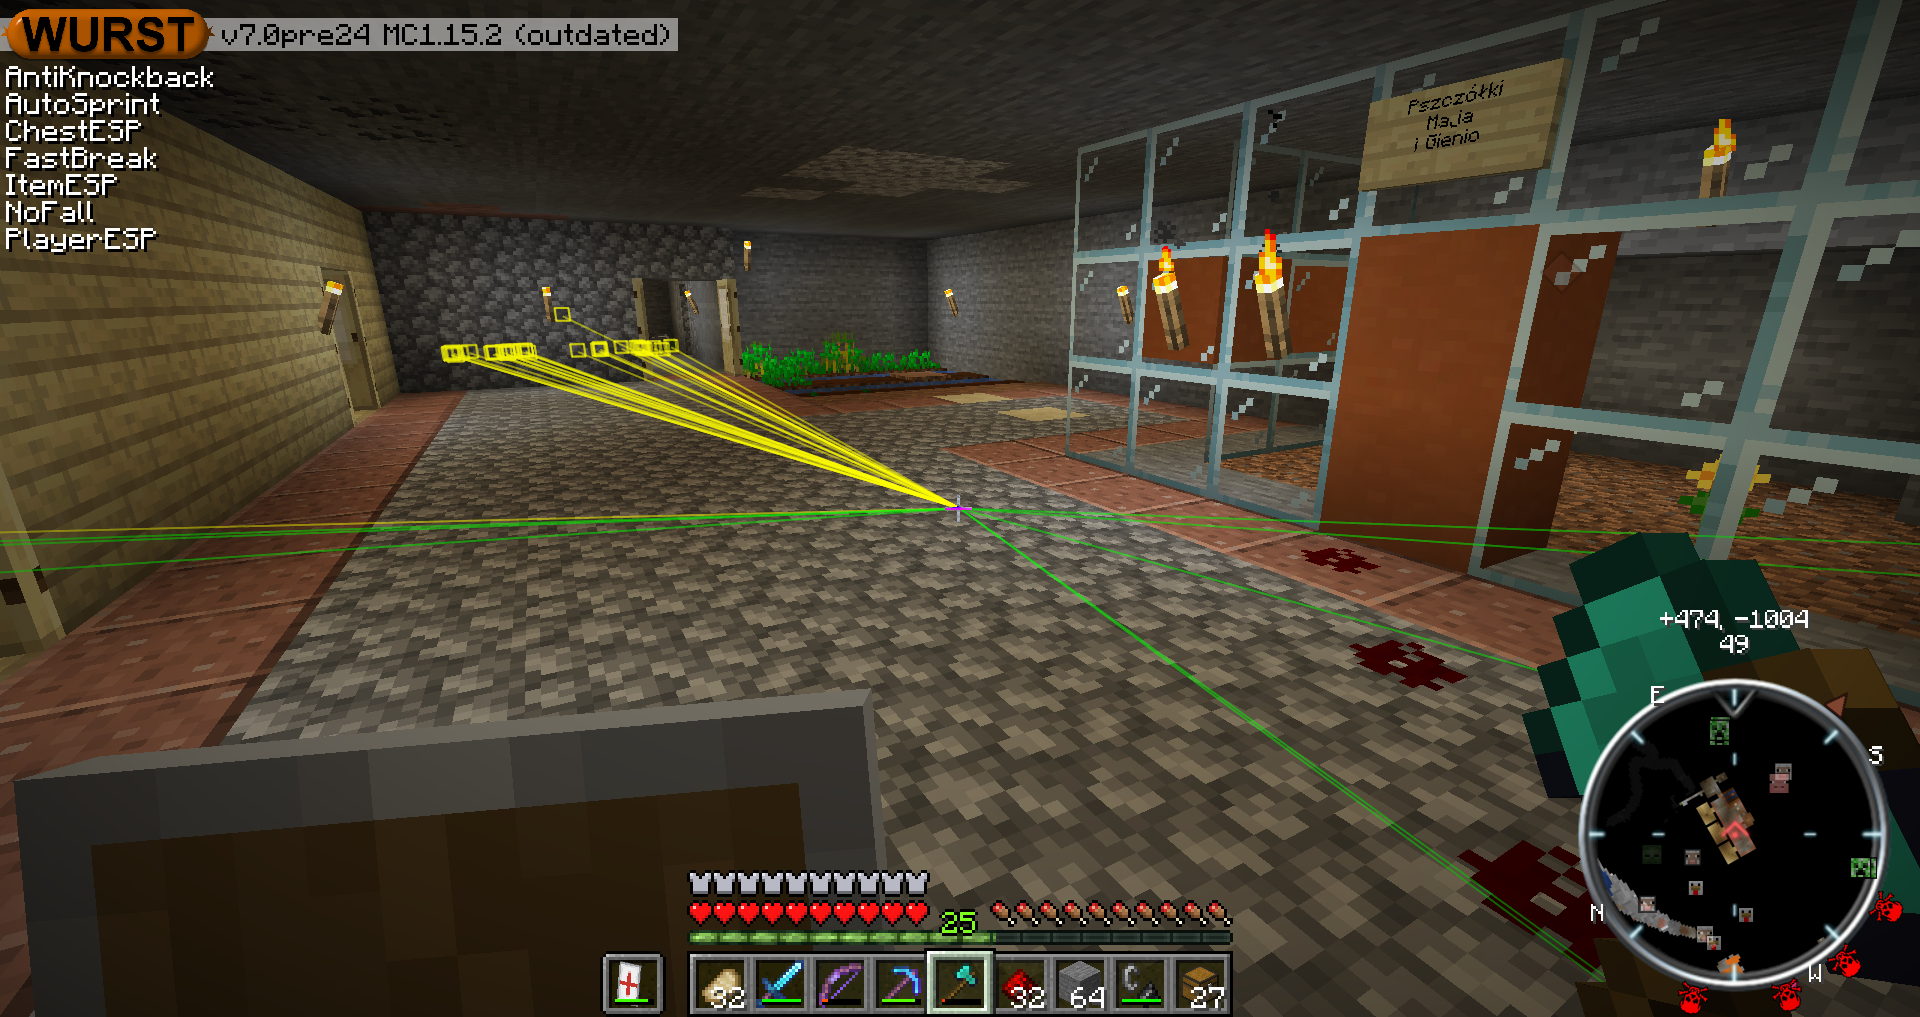 WURST v7.0pre24 MC1.15.2 (outdated)
AntiKnockback
AutoSprint
ChestESP
FastBreak
ItemESP
NoFall
PlayerESP
Pszczółki
Maja
i Gienio
+474, -1004
49
E
S
N
W
25
32
32
64
27